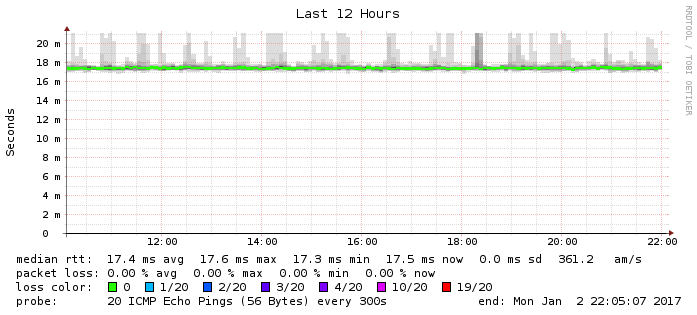 Last 12 Hours
RRDTOOL / TOBI OETIKER
Seconds
20 m
18 m
16 m
14 m
12 m
10 m
8 m
6 m
4 m
2 m
0
12:00 14:00 16:00 18:00 20:00 22:00
median rtt: 17.4 ms avg 17.6 ms max 17.3 ms min 17.5 ms now 0.0 ms sd 361.2 am/s
packet loss: 0.00 % avg 0.00 % max 0.00 % min 0.00 % now
loss color: 0 1/20 2/20 3/20 4/20 10/20 19/20
probe: 20 ICMP Echo Pings (56 Bytes) every 300s end: Mon Jan 2 22:05:07 2017